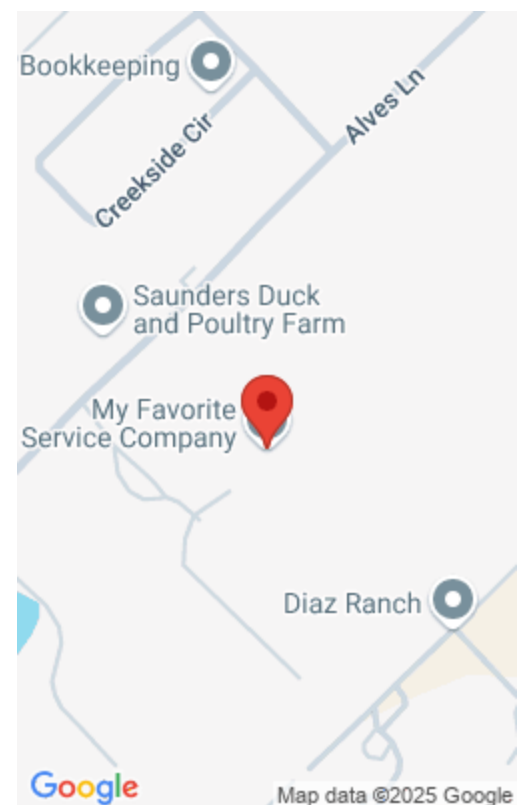 Bookkeeping
Alves Ln
Creekside Cir
Saunders Duck
and Poultry Farm
My Favorite
Service Company
Diaz Ranch
Google
Map data ©2025 Google